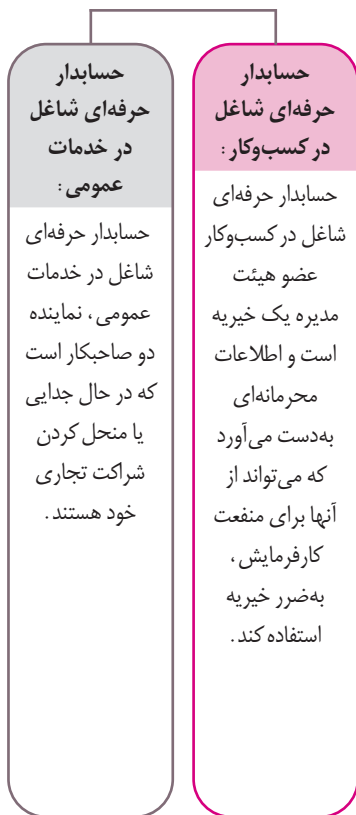 حسابدار
حرفه‌ای شاغل
در کسب‌وکار:
حسابدار حرفه‌ای
شاغل در کسب‌وکار
عضو هیئت
مدیره یک خیریه
است و اطلاعات
محرمانه‌ای
به‌دست می‌آورد
که می‌تواند از
آنها برای منفعت
کارفرمایش،
به‌ضرر خیریه
استفاده کند.
حسابدار
حرفه‌ای شاغل
در خدمات
عمومی:
حسابدار حرفه‌ای
شاغل در خدمات
عمومی، نماینده
دو صاحبکار است
که در حال جدایی
یا منحل کردن
شراکت تجاری
خود هستند.